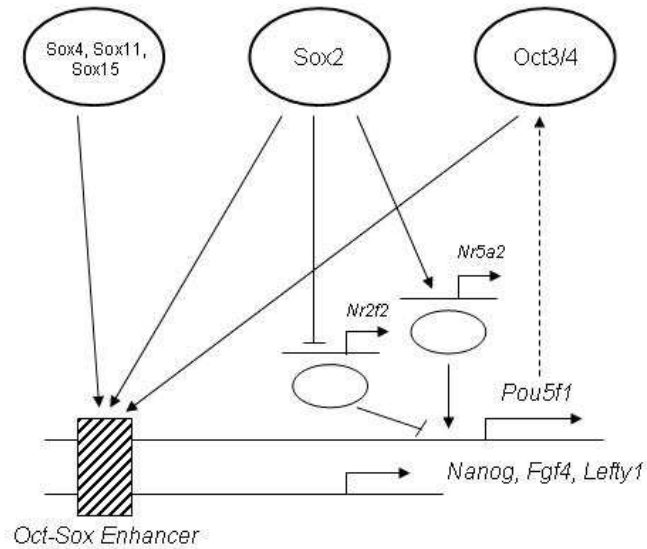 Sox4, Sox11,
Sox15
Sox2
Oct3/4
Nr5a2
Nr2f2
Pou5f1
Nanog, Fgf4, Lefty1
Oct-Sox Enhancer